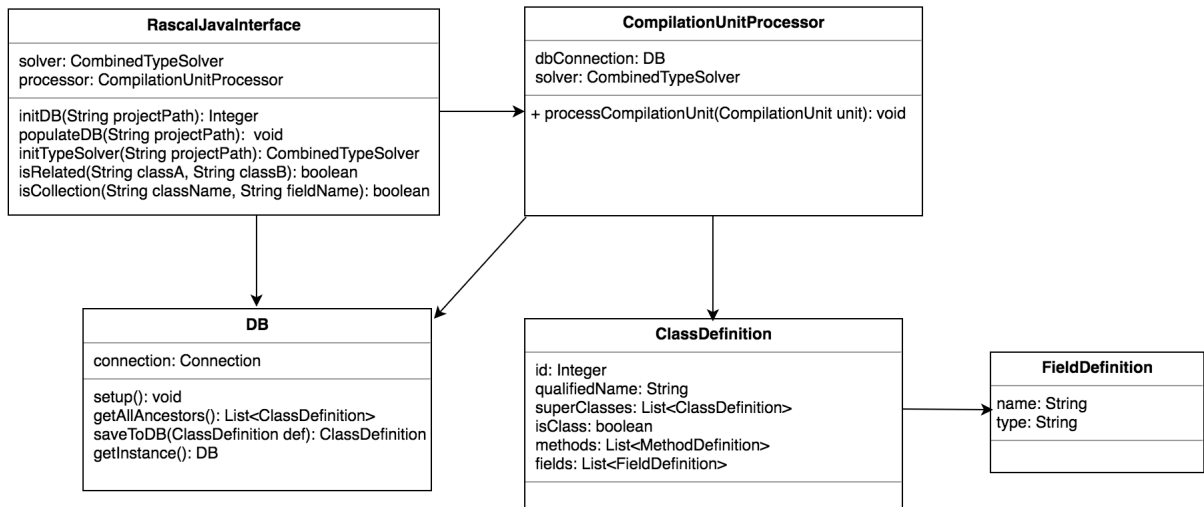 RascalJavaInterface
solver: CombinedTypeSolver
processor: CompilationUnitProcessor
initDB(String projectPath): Integer
populateDB(String projectPath):  void
initTypeSolver(String projectPath): CombinedTypeSolver
isRelated(String classA, String classB): boolean
isCollection(String className, String fieldName): boolean
CompilationUnitProcessor
dbConnection: DB
solver: CombinedTypeSolver
+ processCompilationUnit(CompilationUnit unit): void
DB
connection: Connection
setup(): void
getAllAncestors(): List<ClassDefinition>
saveToDB(ClassDefinition def): ClassDefinition
getInstance(): DB
ClassDefinition
id: Integer
qualifiedName: String
superClasses: List<ClassDefinition>
isClass: boolean
methods: List<MethodDefinition>
fields: List<FieldDefinition>
FieldDefinition
name: String
type: String